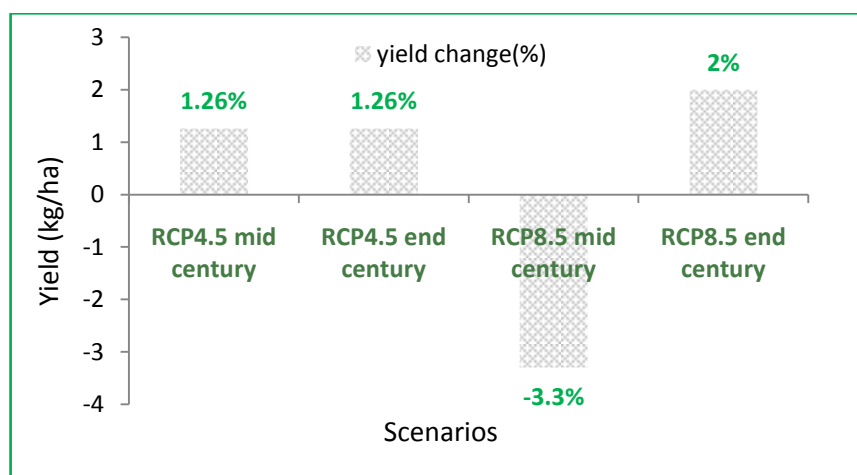 yield change(%)
3
2
1
0
-1
-2
-3
-4
Yield (kg/ha)
1.26%
1.26%
-3.3%
2%
RCP4.5 mid
century
RCP4.5 end
century
RCP8.5 mid
century
RCP8.5 end
century
Scenarios